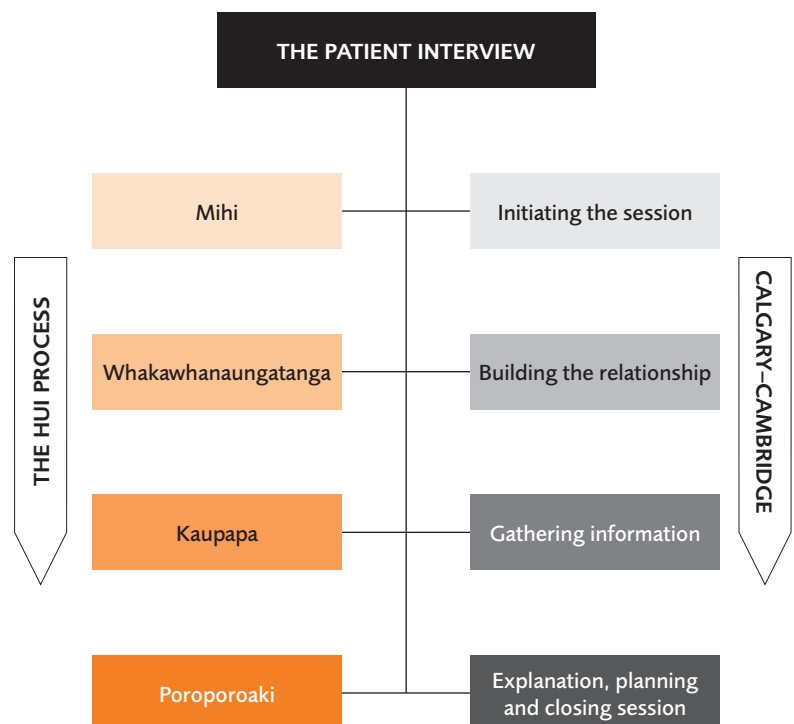 THE PATIENT INTERVIEW
Mihi
Initiating the session
THE HUI PROCESS
Whakawhanaungatanga
Building the relationship
CALGARY–CAMBRIDGE
Kaupapa
Gathering information
Poroporoaki
Explanation, planning
and closing session